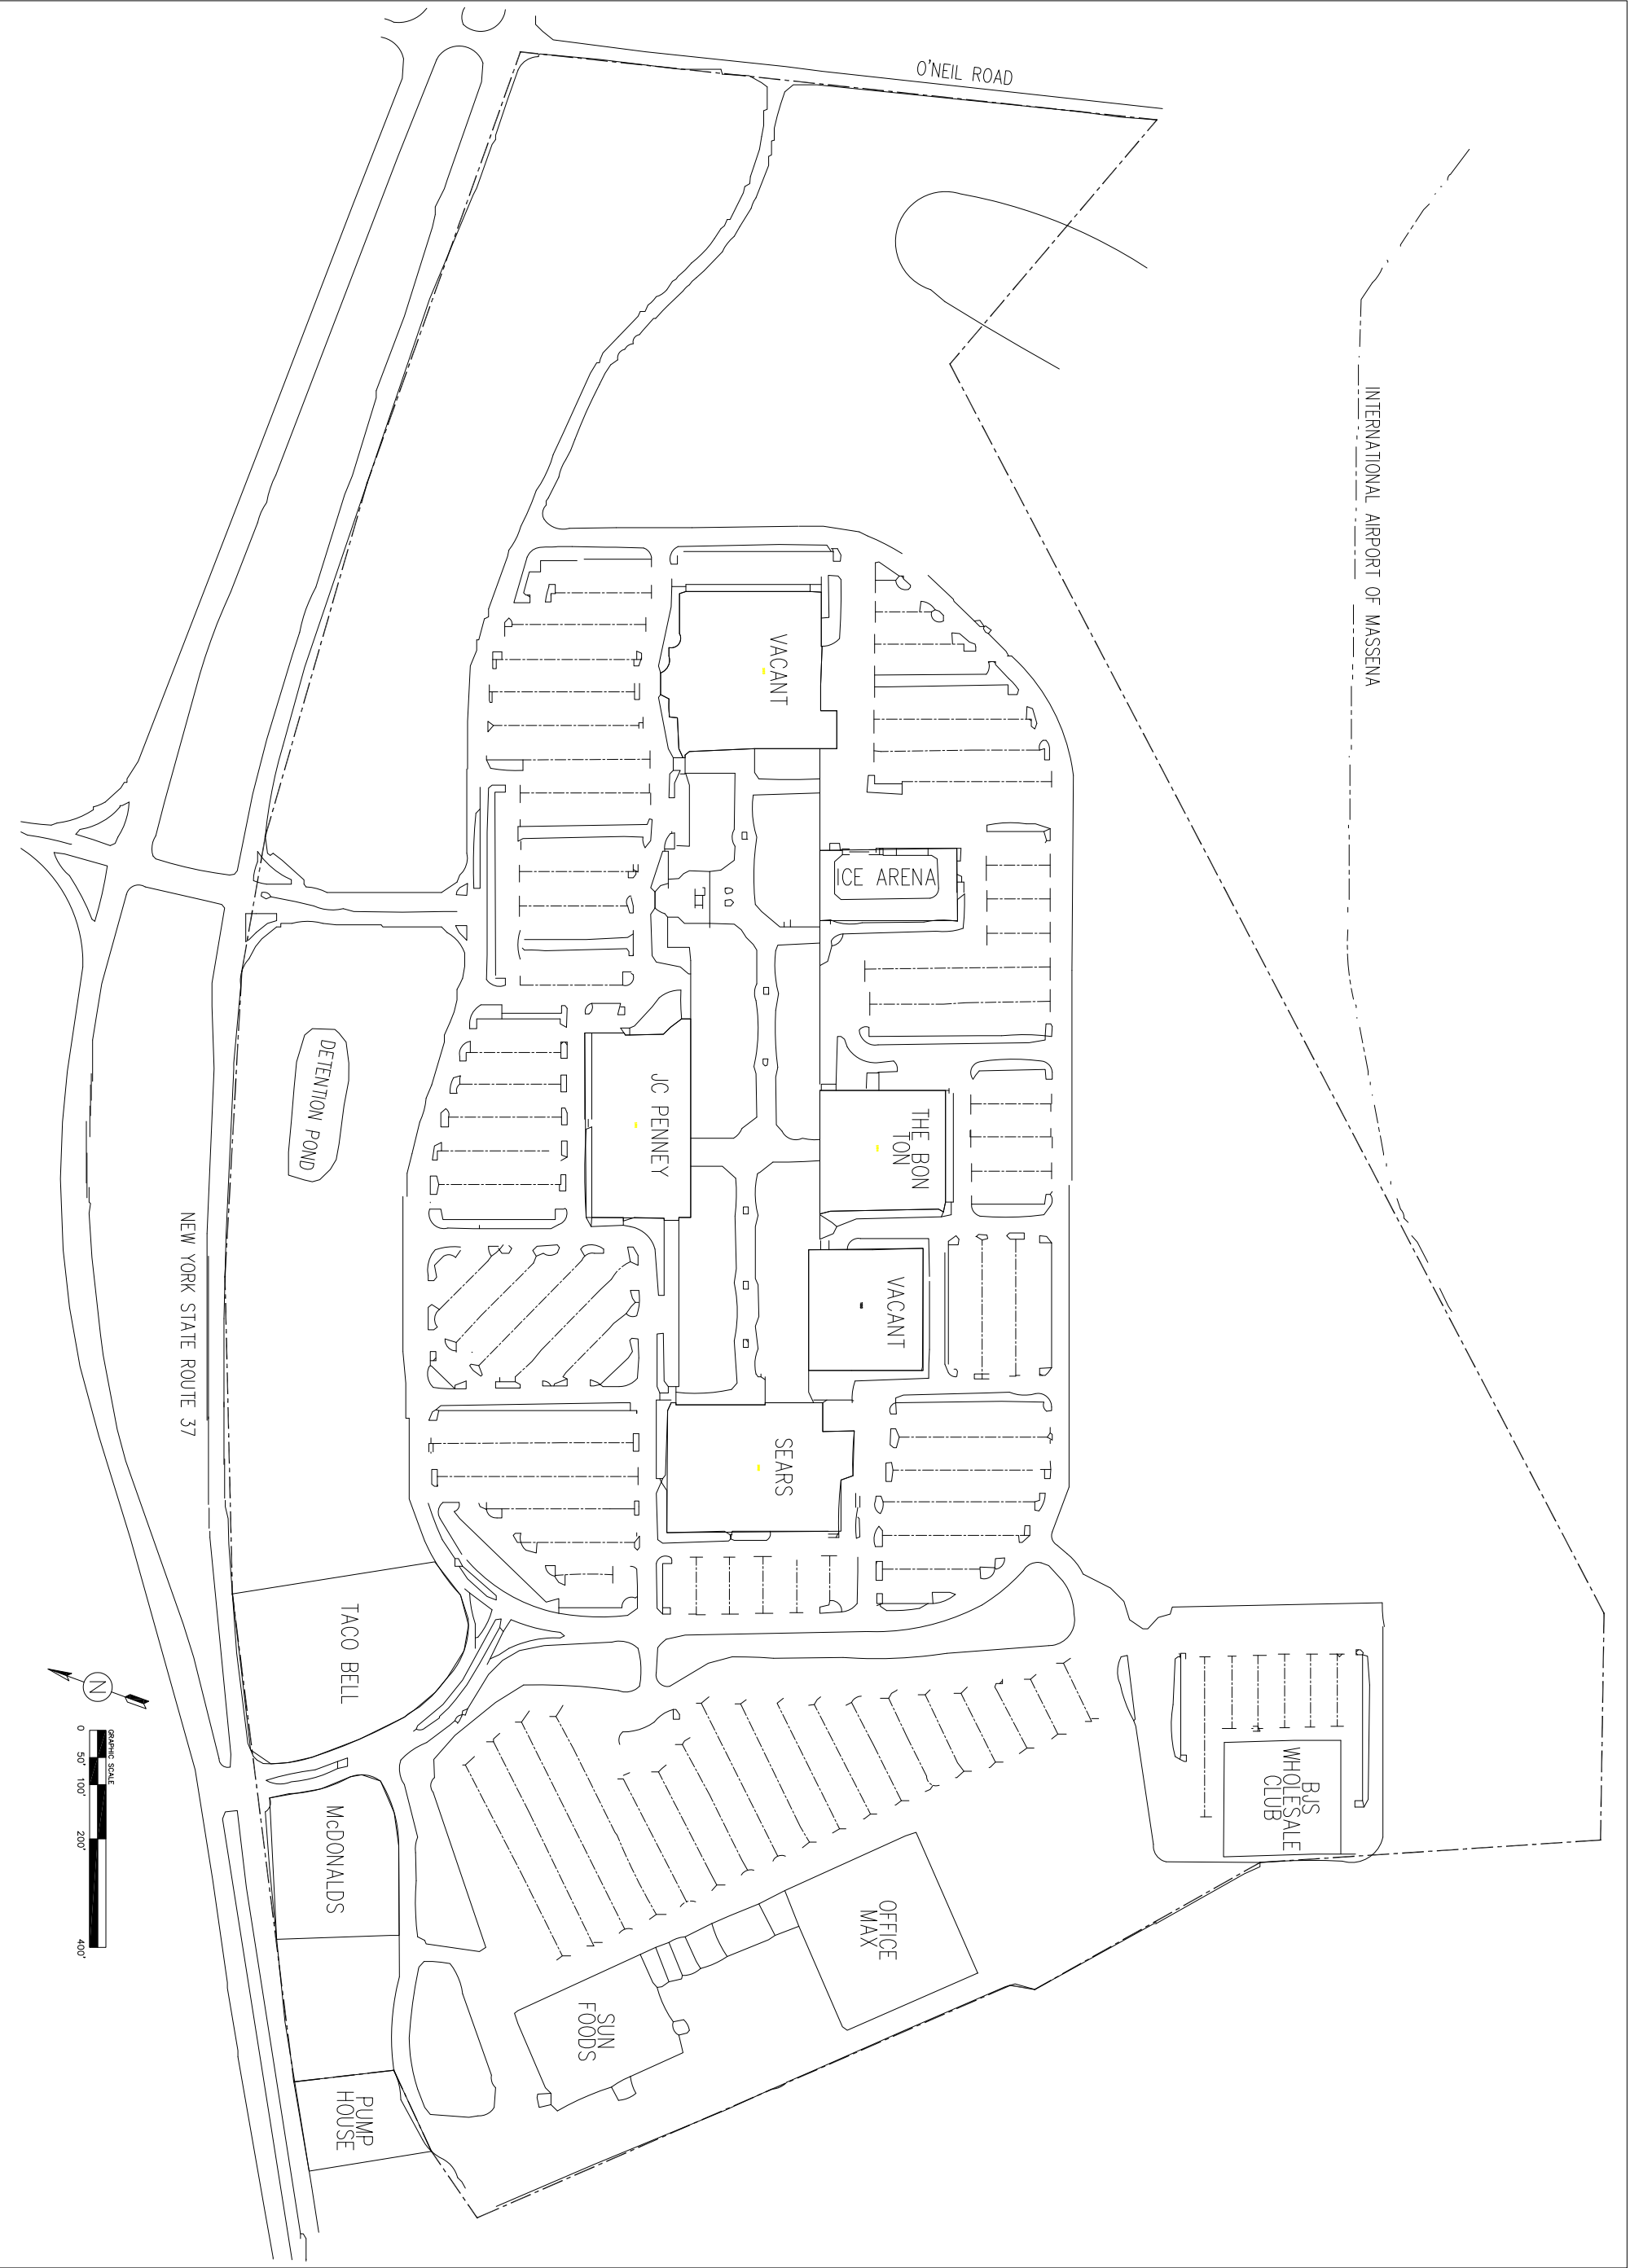 O'NEIL ROAD
INTERNATIONAL AIRPORT OF MASSENA
VACANT
ICE ARENA
JC PENNEY
THE BON
TON
DETENTION POND
VACANT
NEW YORK STATE ROUTE 37
SEARS
TACO BELL
BJS
WHOLESALE
CLUB
McDONALDS
OFFICE
MAX
SUN
FOODS
PUMP
HOUSE
N
GRAPHIC SCALE
0 50' 100' 200' 400'